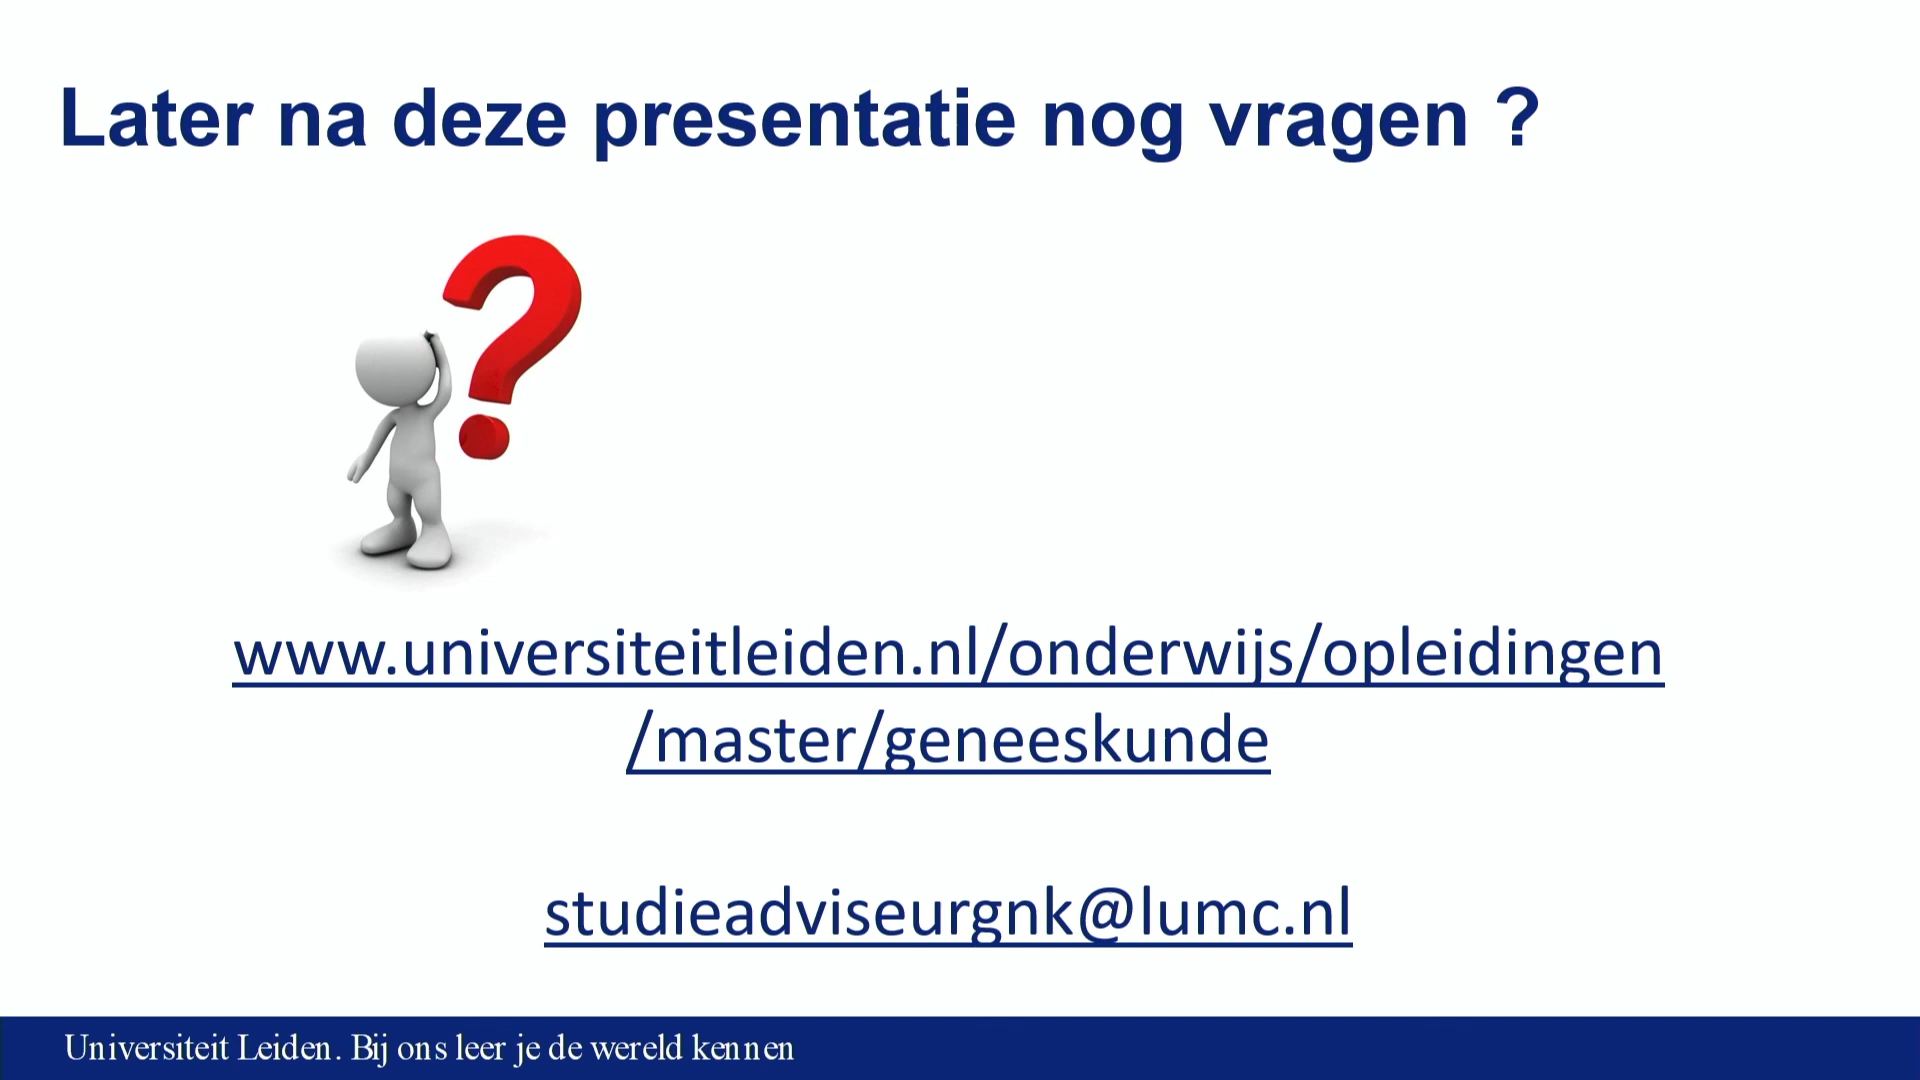 Later na deze presentatie nog vragen ?
www.universiteitleiden.nl/onderwijs/opleidingen
/master/geneeskunde
studieadviseurgnk@lumc.nl
Universiteit Leiden. Bij ons leer je de wereld kennen